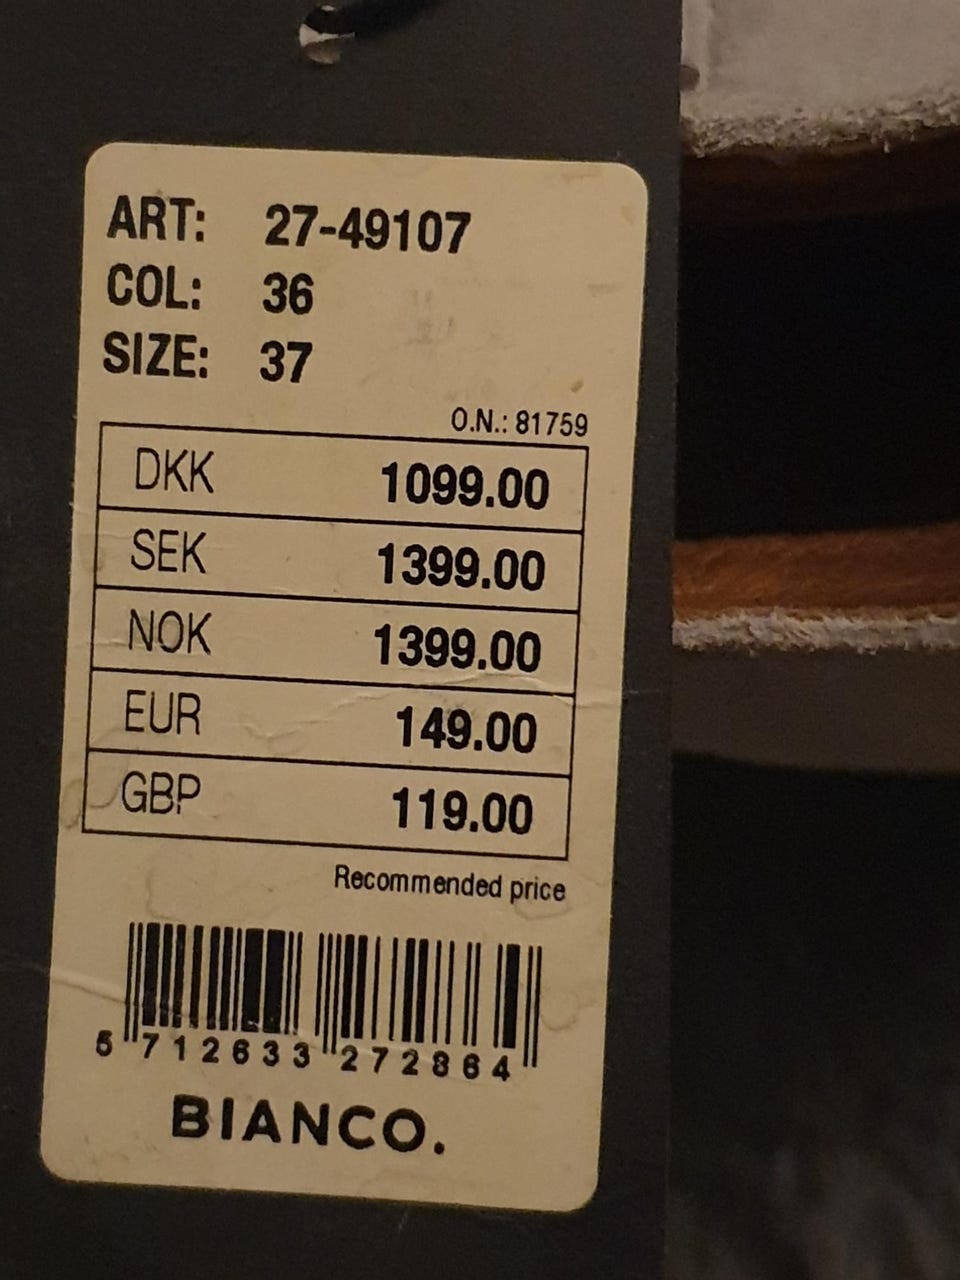 ART: 27-49107
COL: 36
SIZE: 37
O.N.: 81759
DKK 1099.00
SEK 1399.00
NOK 1399.00
EUR 149.00
GBP 119.00
Recommended price
5 712633 272864
BIANCO.